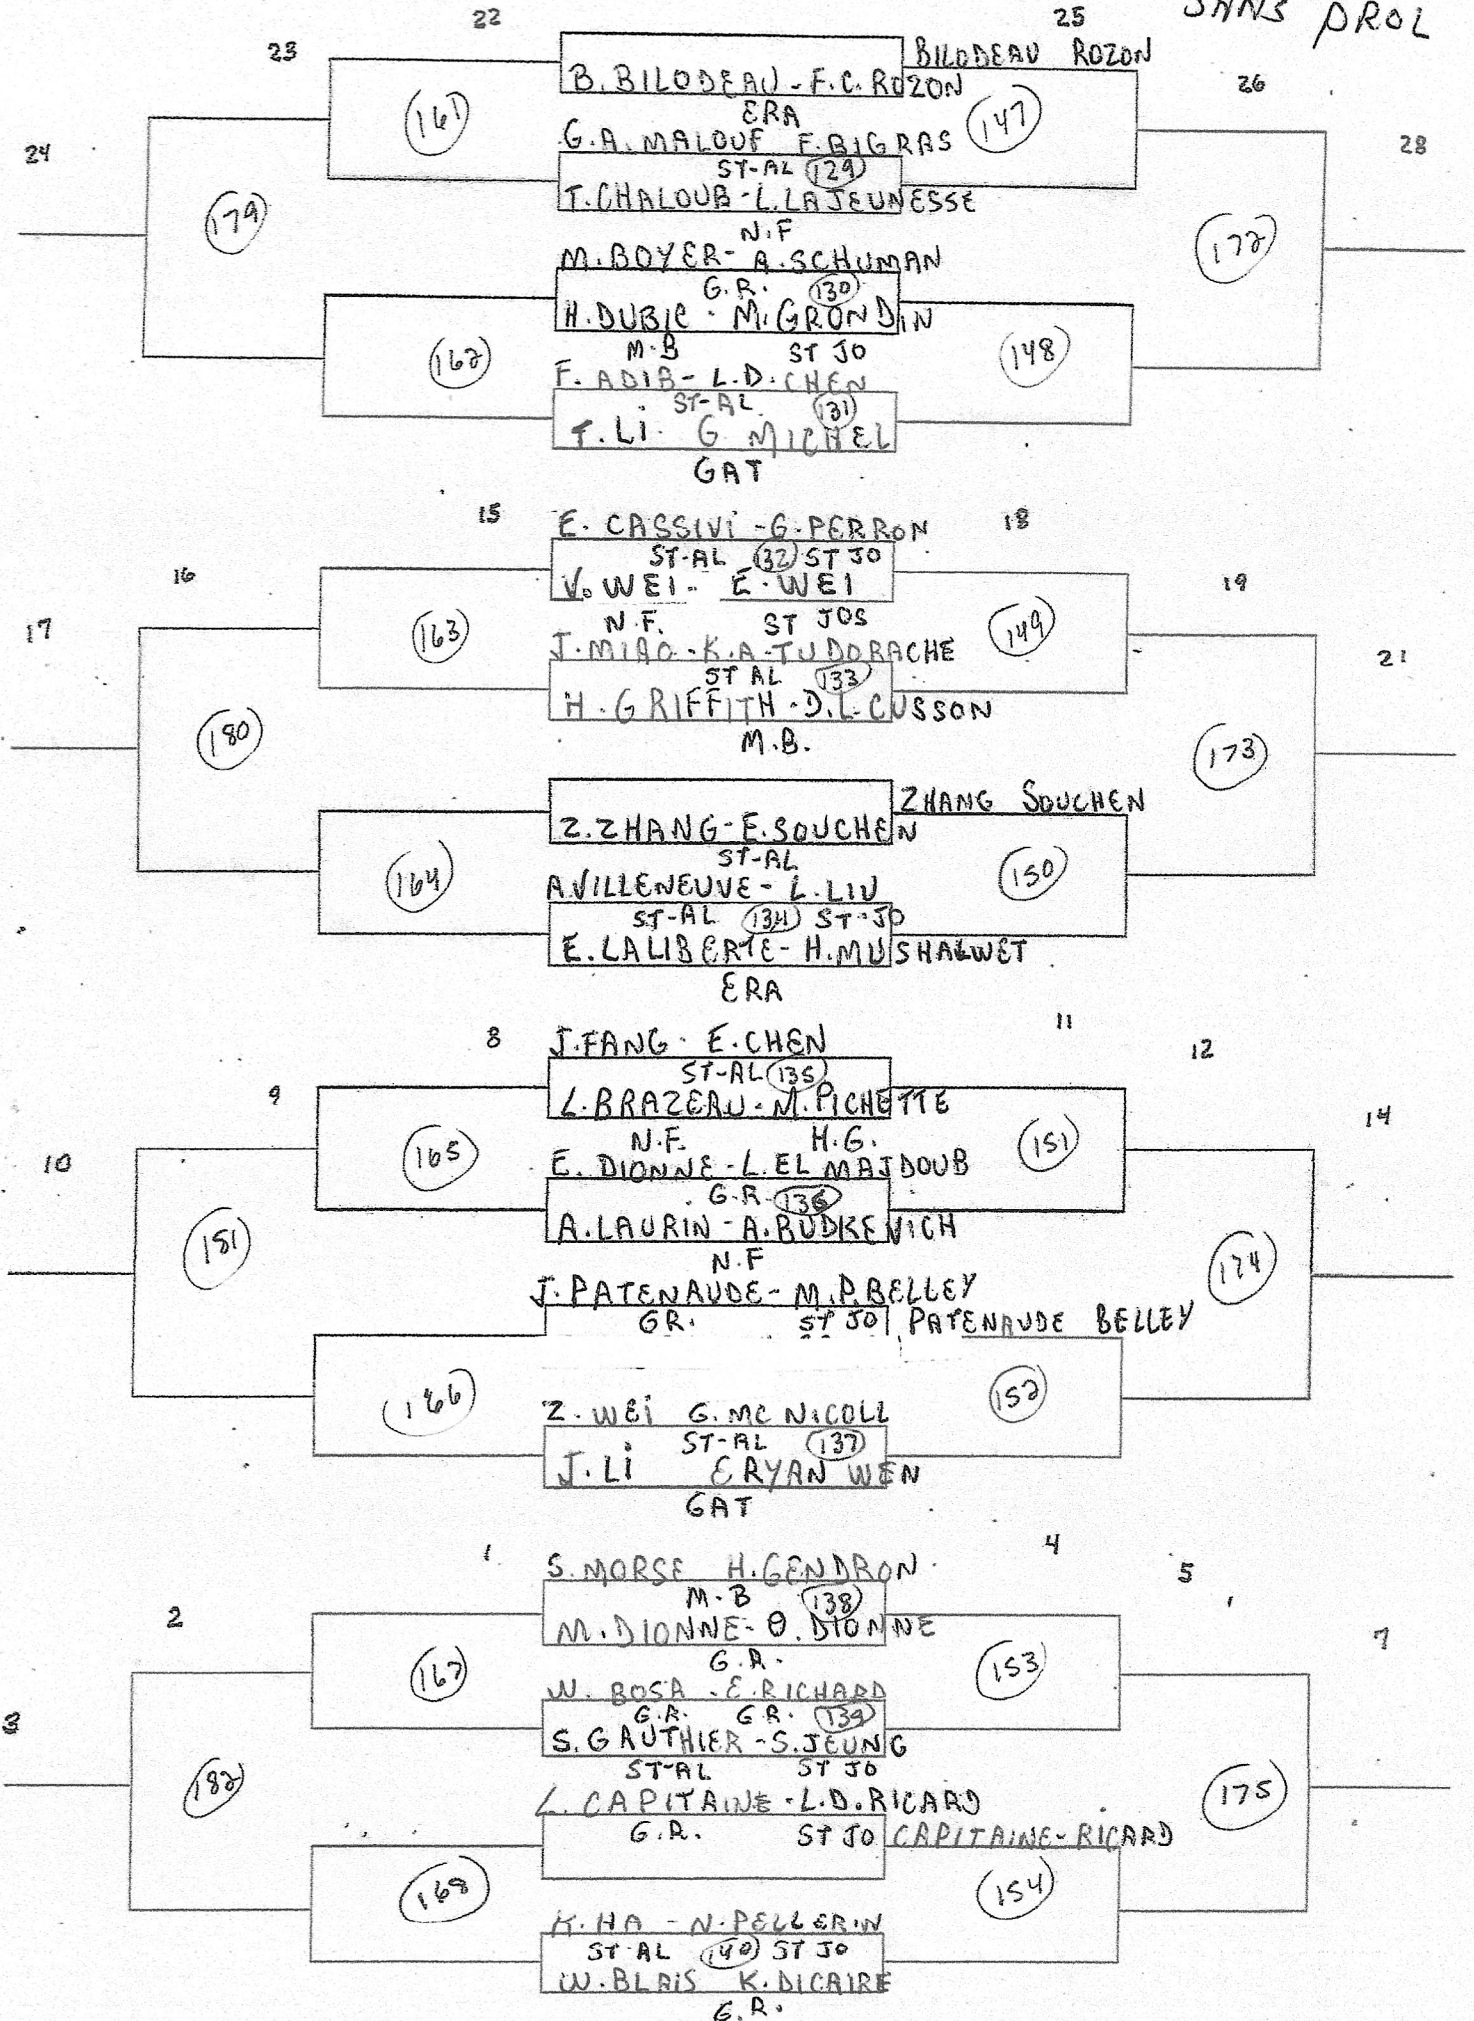 22
25
SANS PROL
23
BILODEAU ROZON
B. BILODEAU - F.C. ROZON
26
161
ERA
147
24
G.A. MALOUF F. BIGRAS
28
ST-AL 129
T. CHALOUB - L. LAJEUNESSE
179
N.F
172
M. BOYER - A. SCHUMAN
G.R. 130
H. DUBIC - M. GRONDIN
162
M.B ST JO
148
F. ADIB - L.D. CHEN
ST-AL 131
T. Li G MICHEL
GAT
15
E. CASSIVI - G. PERRON
18
ST-AL 132 ST JO
16
V. WEI - E. WEI
19
17
163
N.F. ST JOS
149
J. MIAO - K.A. TUDORACHE
21
ST AL 133
H. GRIFFITH - D.L. CUSSON
180
M.B.
173
ZHANG SOUCHEN
Z. ZHANG - E. SOUCHEN
ST-AL
164
150
A. VILLENEUVE - L. LIU
ST-AL 134 ST-JO
E. LALIBERTE - H. MUSHALWET
ERA
8
J. FANG - E. CHEN
11
ST-AL 135
12
9
L. BRAZEAU - M. PICHETTE
14
165
N.F. H.G.
151
10
E. DIONNE - L. EL MAJDOUB
G.R. 136
A. LAURIN - A. RUDKEVICH
181
N.F
174
J. PATENAUDE - M.P. BELLEY
GR. ST JO PATENAUDE BELLEY
166
152
Z. WEi G. MC NICOLL
ST-AL 137
J. Li ERYAN WEN
GAT
1
4
S. MORSE H. GENDRON
5
M.B 138
2
M. DIONNE - O. DIONNE
7
167
G.R.
153
W. BOSA - E. RICHARD
3
G.R. G.R. 139
S. GAUTHIER - S. JEUNG
182
ST-AL ST JO
175
L. CAPITAINE - L.D. RICARD
G.R. ST JO CAPITAINE - RICARD
168
154
K. HA - N. PELLERIN
ST AL 140 ST JO
W. BLAIS K. DICAIRE
G.R.